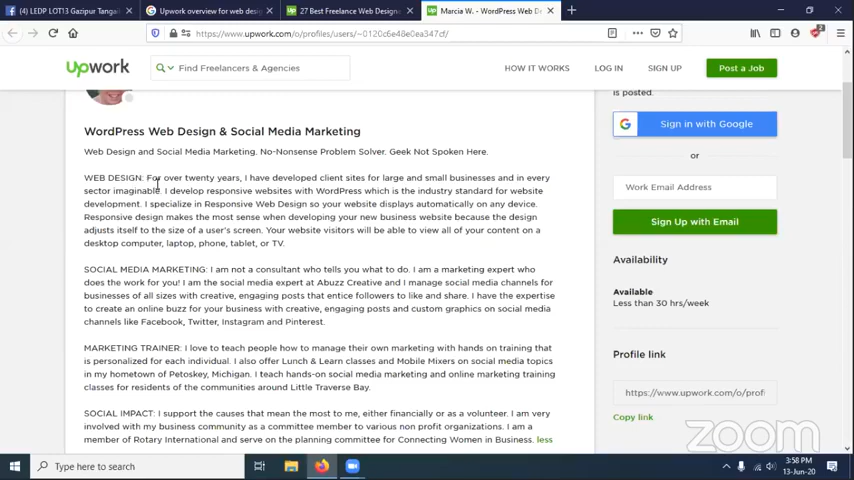 (4) LEDP LOT13 Gazipur Tangai
Upwork overview for web desig
27 Best Freelance Web Designe
Marcia W. - WordPress Web D
https://www.upwork.com/o/profiles/users/~0120c6e48e0ea347cf/
upwork
Find Freelancers & Agencies
HOW IT WORKS
LOG IN
SIGN UP
Post a Job
is posted.
WordPress Web Design & Social Media Marketing
Sign in with Google
Web Design and Social Media Marketing. No-Nonsense Problem Solver. Geek Not Spoken Here.
or
WEB DESIGN: For over twenty years, I have developed client sites for large and small businesses and in every
sector imaginable. I develop responsive websites with WordPress which is the industry standard for website
development. I specialize in Responsive Web Design so your website displays automatically on any device.
Responsive design makes the most sense when developing your new business website because the design
adjusts itself to the size of a user's screen. Your website visitors will be able to view all of your content on a
desktop computer, laptop, phone, tablet, or TV.
Work Email Address
Sign Up with Email
SOCIAL MEDIA MARKETING: I am not a consultant who tells you what to do. I am a marketing expert who
does the work for you! I am the social media expert at Abuzz Creative and I manage social media channels for
businesses of all sizes with creative, engaging posts that entice followers to like and share. I have the expertise
to create an online buzz for your business with creative, engaging posts and custom graphics on social media
channels like Facebook, Twitter, Instagram and Pinterest.
Availability
Available
Less than 30 hrs/week
MARKETING TRAINER: I love to teach people how to manage their own marketing with hands on training that
is personalized for each individual. I also offer Lunch & Learn classes and Mobile Mixers on social media topics
in my hometown of Petoskey, Michigan. I teach hands-on social media marketing and online marketing training
classes for residents of the communities around Little Traverse Bay.
Profile link
https://www.upwork.com/o/profi
Copy link
SOCIAL IMPACT: I support the causes that mean the most to me, either financially or as a volunteer. I am very
involved with my business community as a committee member to various non profit organizations. I am a
member of Rotary International and serve on the planning committee for Connecting Women in Business. less
zoom
Type here to search
3:58 PM
13-Jun-20